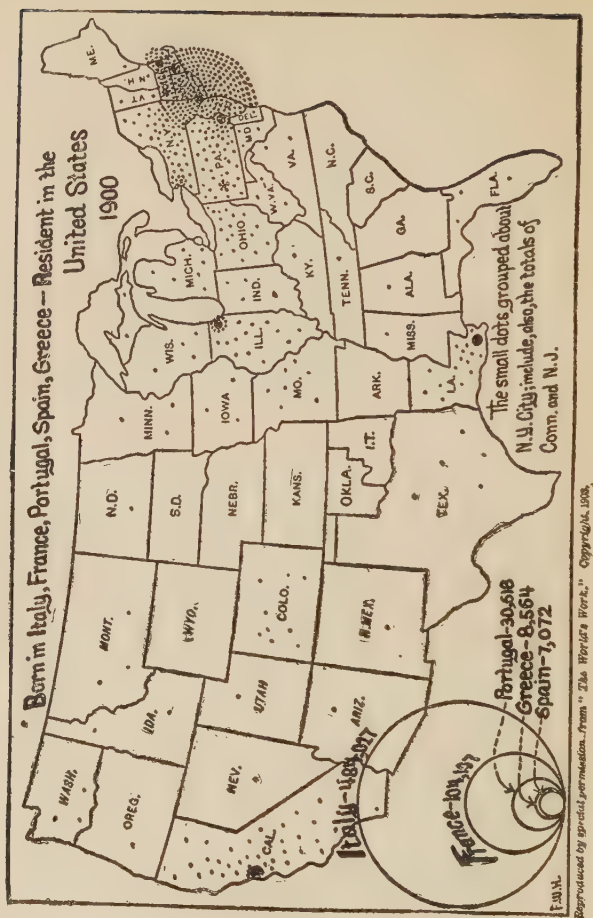 Born in Italy, France, Portugal, Spain, Greece — Resident in the
United States
1900
ME.
N.H.
VT.
N.Y.
PA.
MD.
DEL.
W.VA.
VA.
N.C.
S.C.
GA.
FLA.
OHIO
MICH.
IND.
KY.
TENN.
ALA.
MISS.
WIS.
ILL.
MINN.
IOWA
MO.
ARK.
LA.
N.D.
S.D.
NEBR.
KANS.
OKLA.
I.T.
TEX.
MONT.
WYO.
COLO.
N.MEX.
IDA.
UTAH
ARIZ.
WASH.
OREG.
NEV.
CAL.
The small dots grouped about
N.Y. City, include, also, the totals of
Conn. and N.J.
Italy-484,027
France-104,197
Portugal-30,618
Greece-8,564
Spain-7,072
F.W.H.
Reproduced by special permission from "The World's Work," Copyright, 1903,